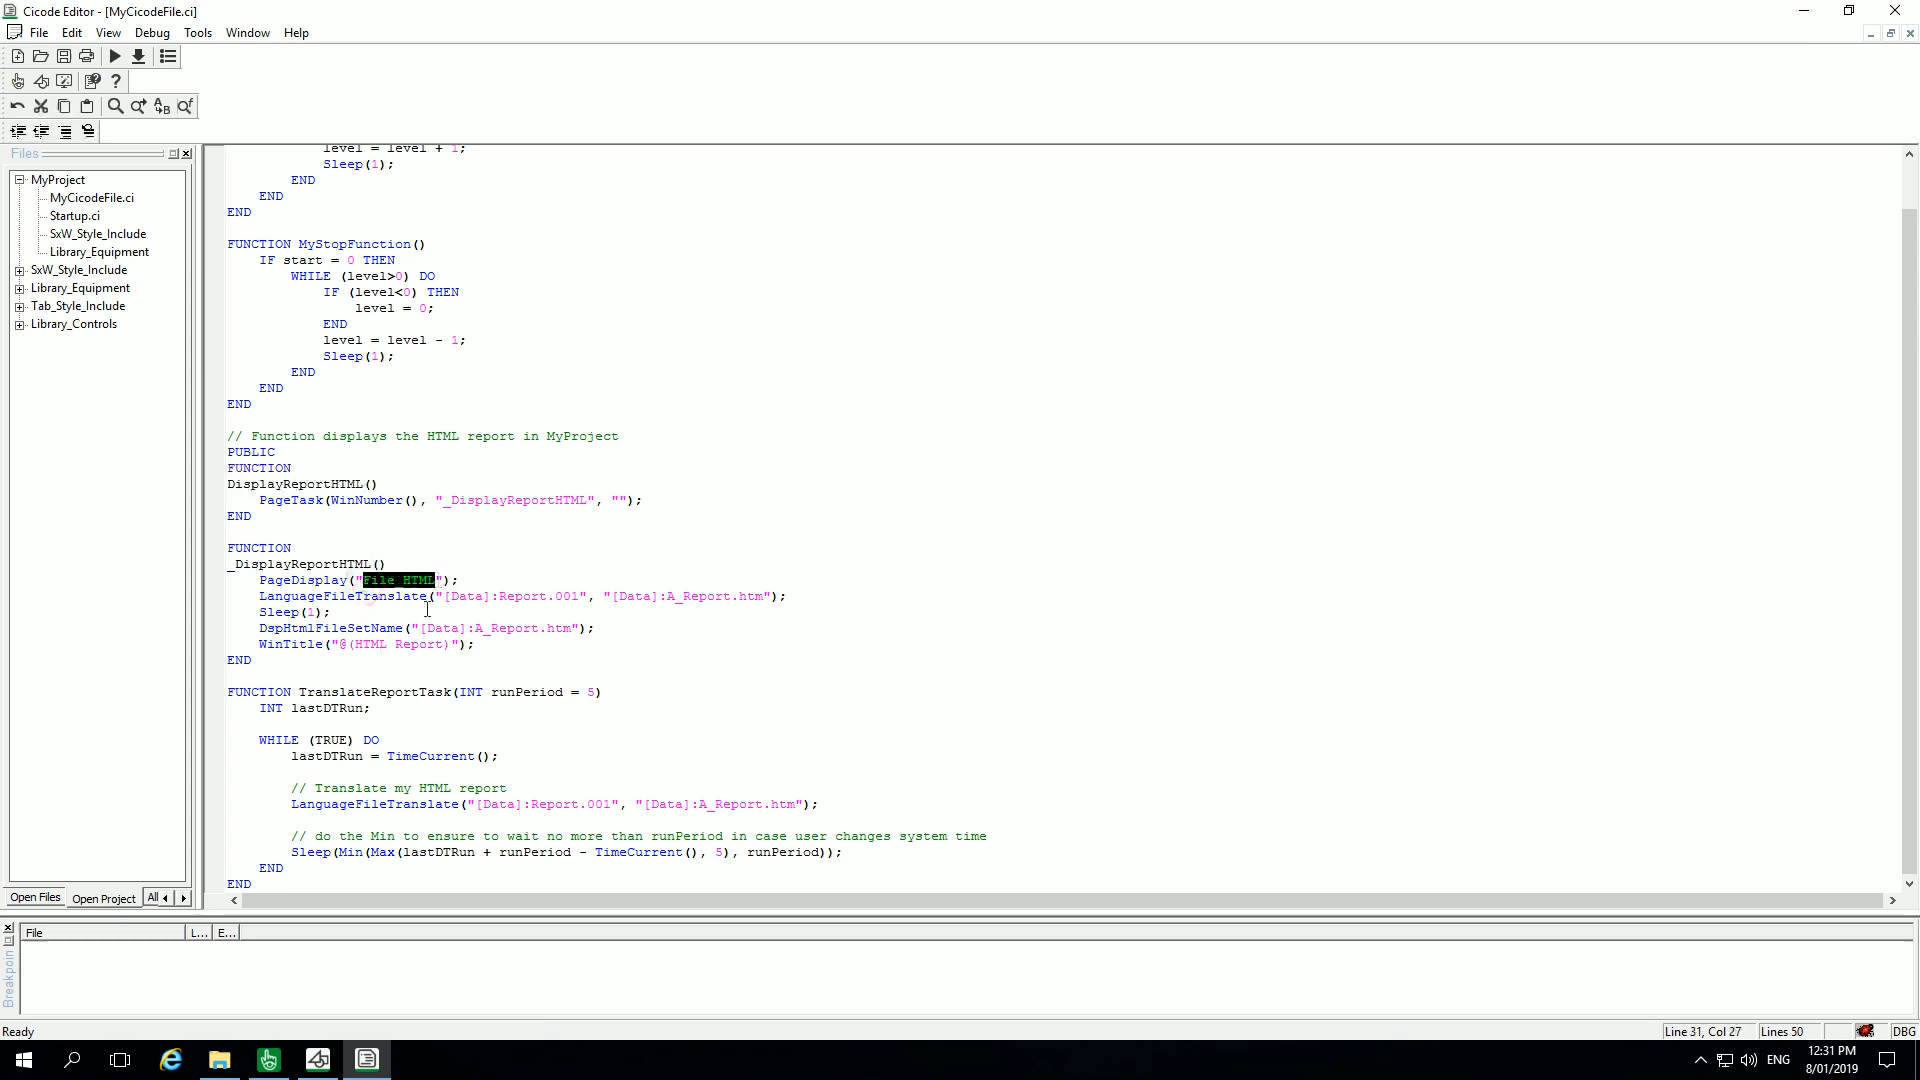 Cicode Editor - [MyCicodeFile.ci]
File Edit View Debug Tools Window Help
Files
MyProject
MyCicodeFile.ci
Startup.ci
SxW_Style_Include
Library_Equipment
SxW_Style_Include
Library_Equipment
Tab_Style_Include
Library_Controls
Open Files Open Project All
level = level + 1;
Sleep(1);
END
END
END
FUNCTION MyStopFunction()
IF start = 0 THEN
WHILE (level>0) DO
IF (level<0) THEN
level = 0;
END
level = level - 1;
Sleep(1);
END
END
END
// Function displays the HTML report in MyProject
PUBLIC
FUNCTION
DisplayReportHTML()
PageTask(WinNumber(), "_DisplayReportHTML", "");
END
FUNCTION
_DisplayReportHTML()
PageDisplay("File_HTML");
LanguageFileTranslate("[Data]:Report.001", "[Data]:A_Report.htm");
Sleep(1);
DspHtmlFileSetName("[Data]:A_Report.htm");
WinTitle("@(HTML Report)");
END
FUNCTION TranslateReportTask(INT runPeriod = 5)
INT lastDTRun;
WHILE (TRUE) DO
lastDTRun = TimeCurrent();
// Translate my HTML report
LanguageFileTranslate("[Data]:Report.001", "[Data]:A_Report.htm");
// do the Min to ensure to wait no more than runPeriod in case user changes system time
Sleep(Min(Max(lastDTRun + runPeriod - TimeCurrent(), 5), runPeriod));
END
END
File L... E...
Breakpoin
Ready Line 31, Col 27 Lines 50 DBG
ENG 12:31 PM
8/01/2019